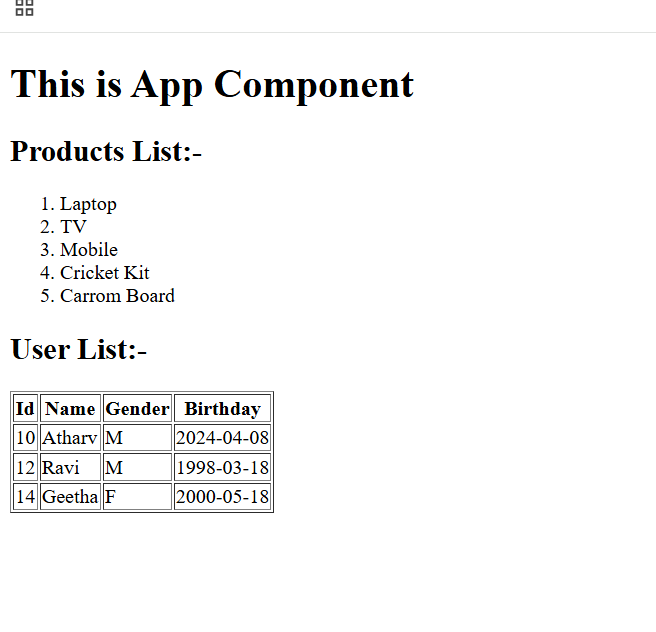 This is App Component
Products List:-
1. Laptop
2. TV
3. Mobile
4. Cricket Kit
5. Carrom Board
User List:-
Id Name Gender Birthday
10 Atharv M 2024-04-08
12 Ravi M 1998-03-18
14 Geetha F 2000-05-18